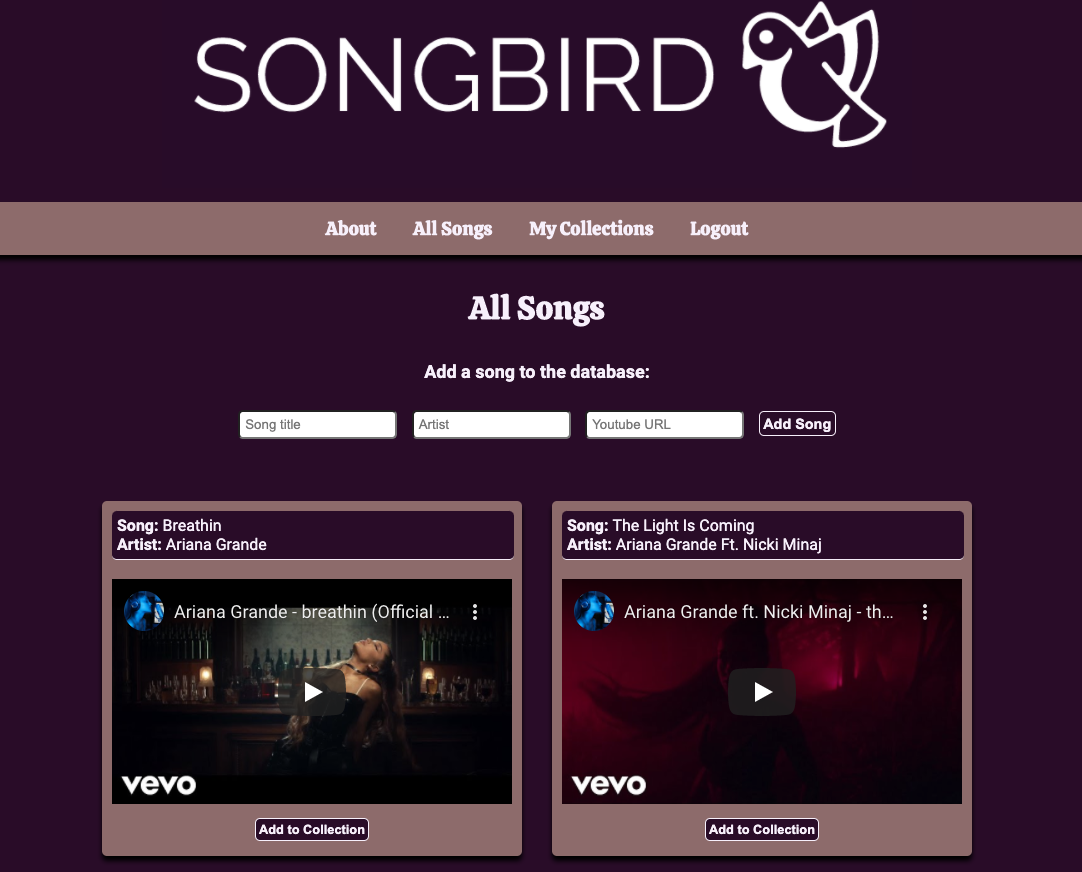 SONGBIRD
About All Songs My Collections Logout
All Songs
Add a song to the database:
Song title Artist Youtube URL Add Song
Song: Breathin
Artist: Ariana Grande
Ariana Grande - breathin (Official ...
vevo
Add to Collection
Song: The Light Is Coming
Artist: Ariana Grande Ft. Nicki Minaj
Ariana Grande ft. Nicki Minaj - th...
vevo
Add to Collection